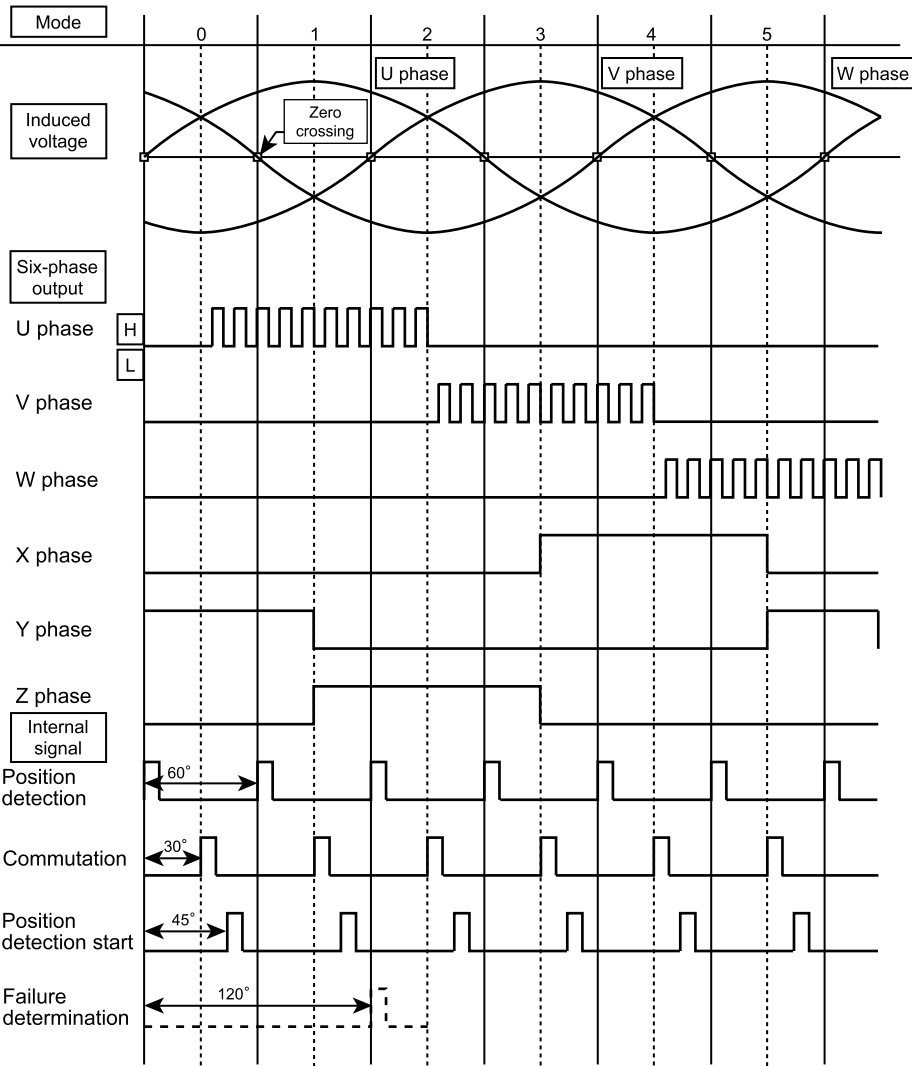 Mode
0 1 2 3 4 5
U phase
V phase
W phase
Induced
voltage
Zero
crossing
Six-phase
output
U phase
H
L
V phase
W phase
X phase
Y phase
Z phase
Internal
signal
Position
detection
60°
Commutation
30°
Position
detection start
45°
Failure
determination
120°